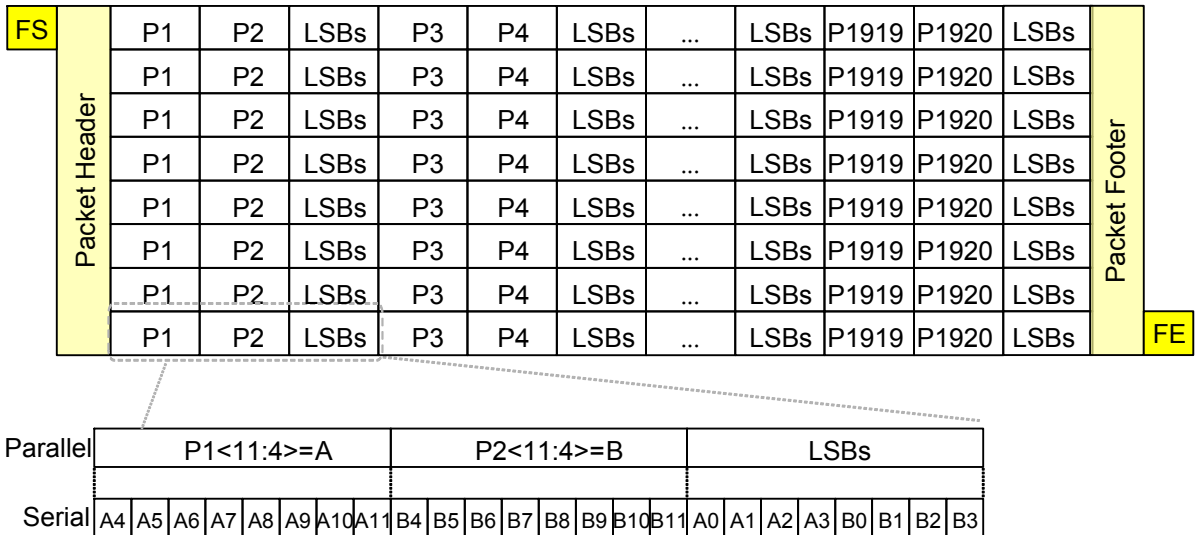 FS
Packet Header
P1 P2 LSBs P3 P4 LSBs ... LSBs P1919 P1920 LSBs
P1 P2 LSBs P3 P4 LSBs ... LSBs P1919 P1920 LSBs
P1 P2 LSBs P3 P4 LSBs ... LSBs P1919 P1920 LSBs
P1 P2 LSBs P3 P4 LSBs ... LSBs P1919 P1920 LSBs
P1 P2 LSBs P3 P4 LSBs ... LSBs P1919 P1920 LSBs
P1 P2 LSBs P3 P4 LSBs ... LSBs P1919 P1920 LSBs
P1 P2 LSBs P3 P4 LSBs ... LSBs P1919 P1920 LSBs
P1 P2 LSBs P3 P4 LSBs ... LSBs P1919 P1920 LSBs
Packet Footer
FE
Parallel P1<11:4>=A P2<11:4>=B LSBs
Serial A4 A5 A6 A7 A8 A9 A10 A11 B4 B5 B6 B7 B8 B9 B10 B11 A0 A1 A2 A3 B0 B1 B2 B3